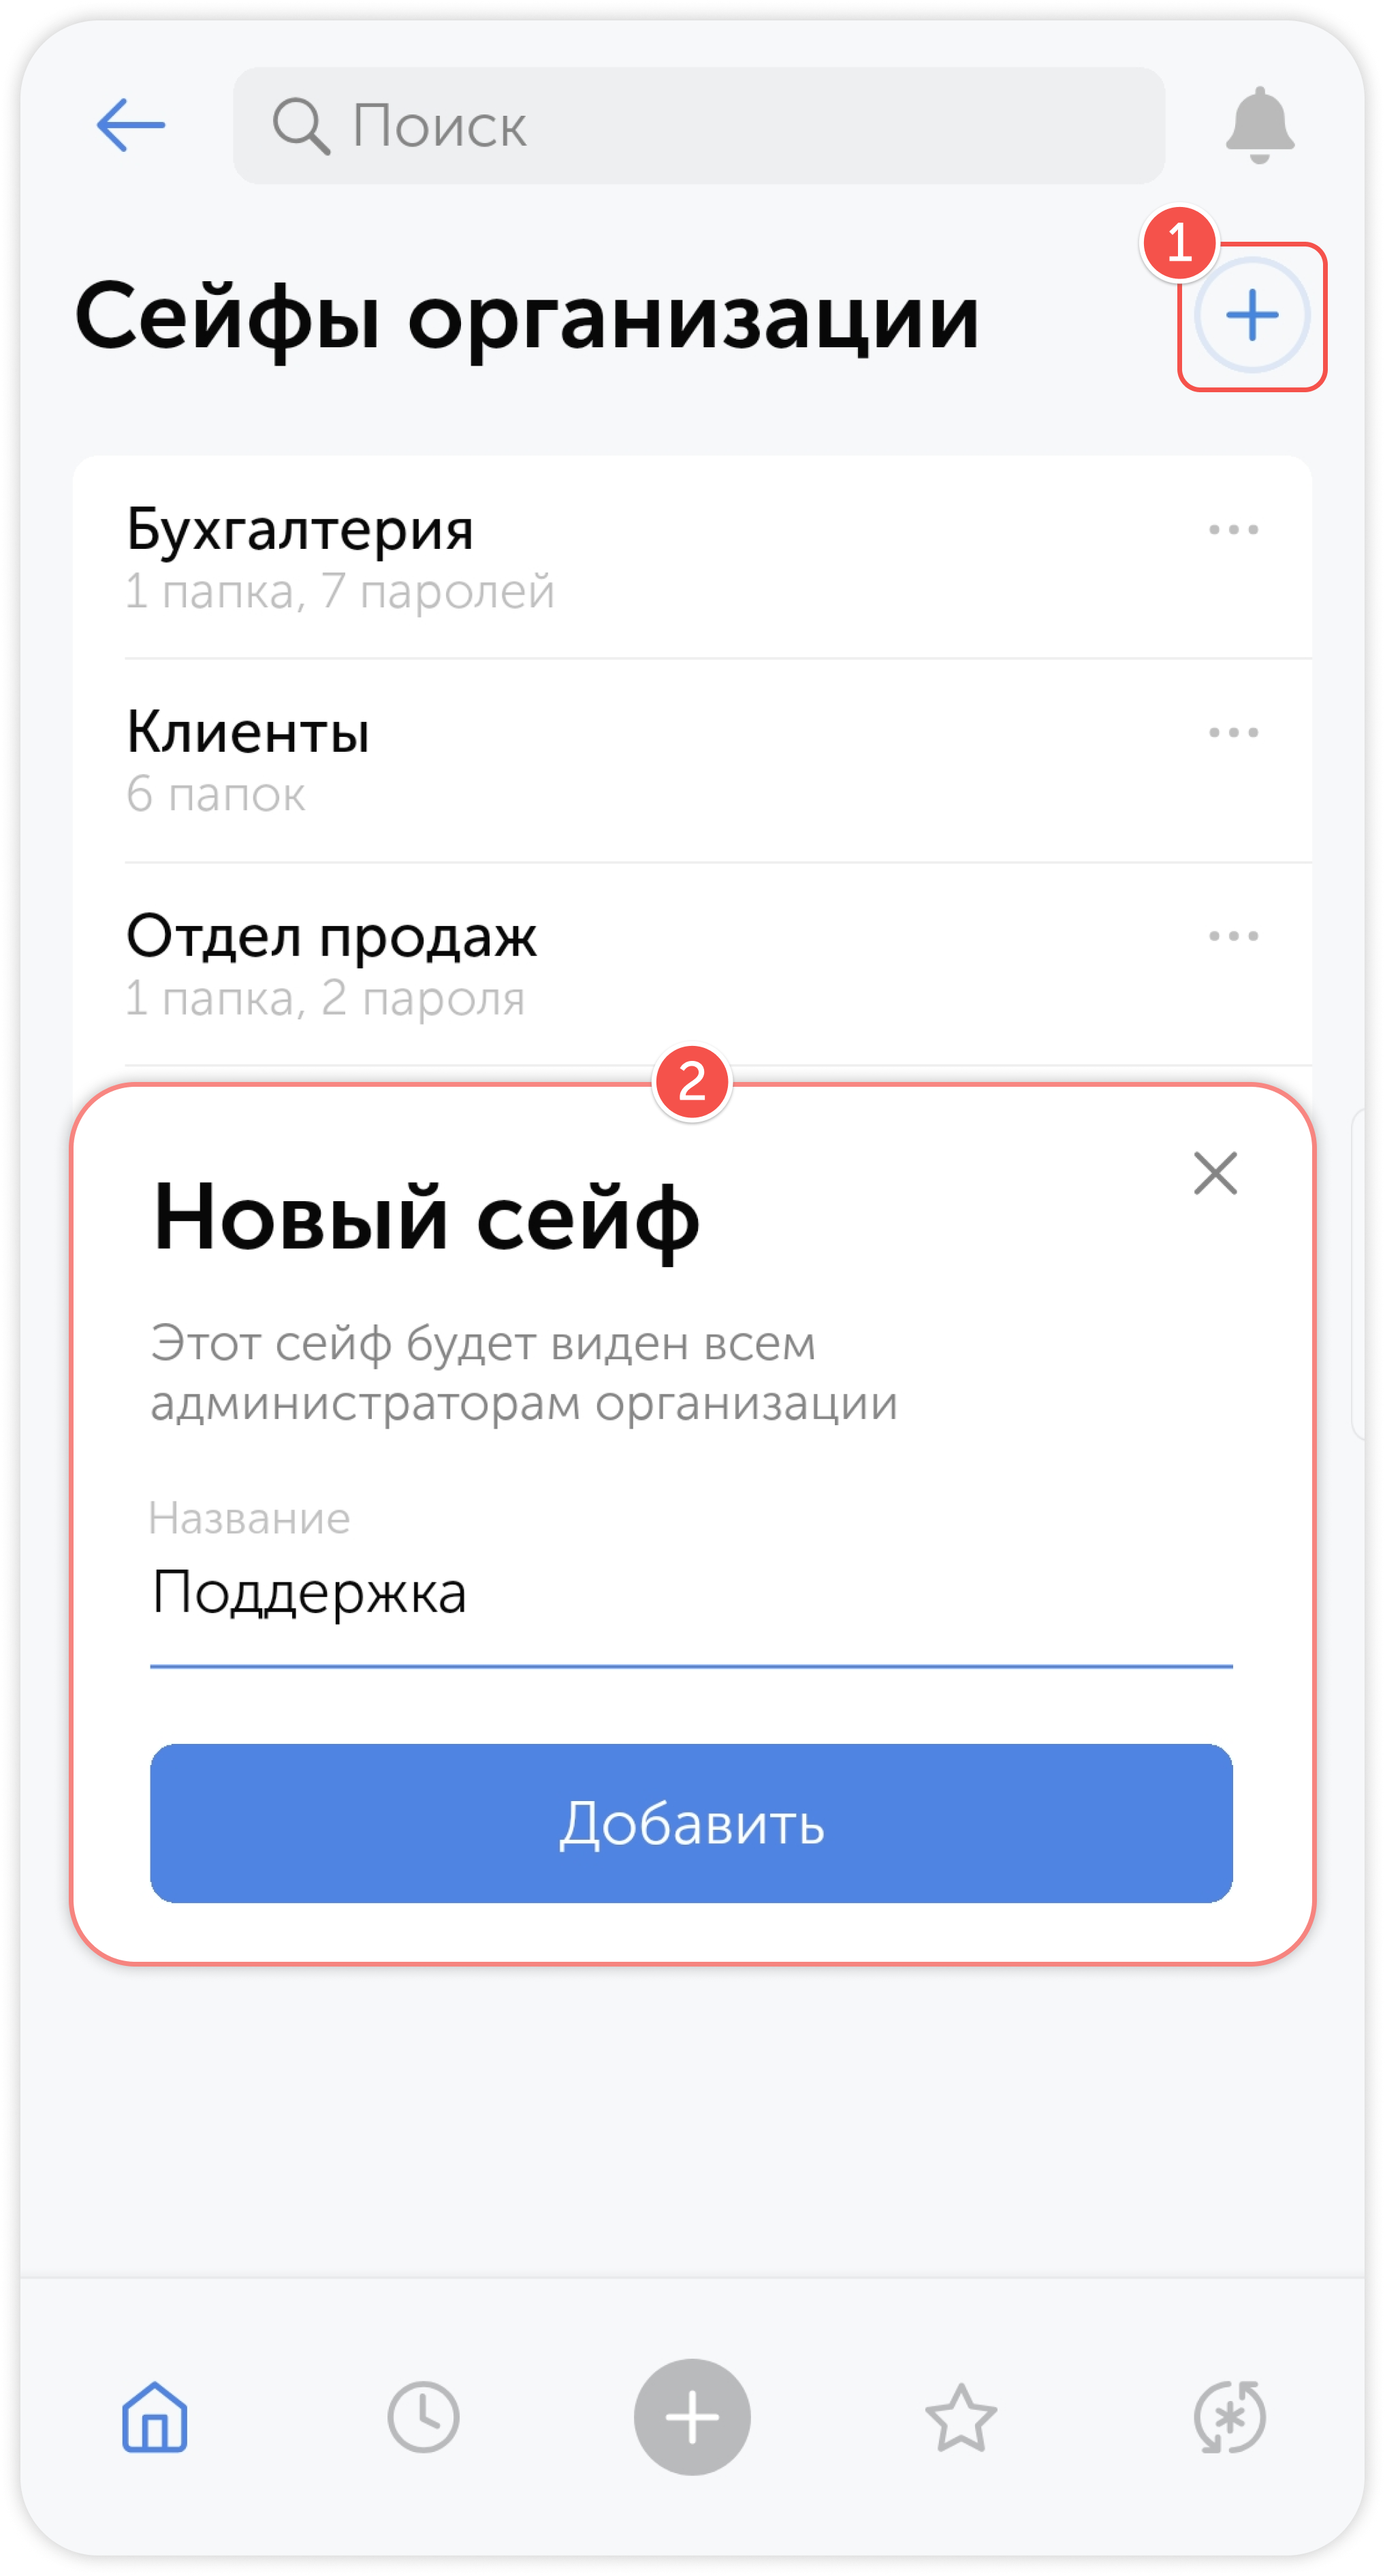 Поиск
1
Сейфы организации
Бухгалтерия
1 папка, 7 паролей
Клиенты
6 папок
Отдел продаж
1 папка, 2 пароля
2
Новый сейф
Этот сейф будет виден всем
администраторам организации
Название
Поддержка
Добавить